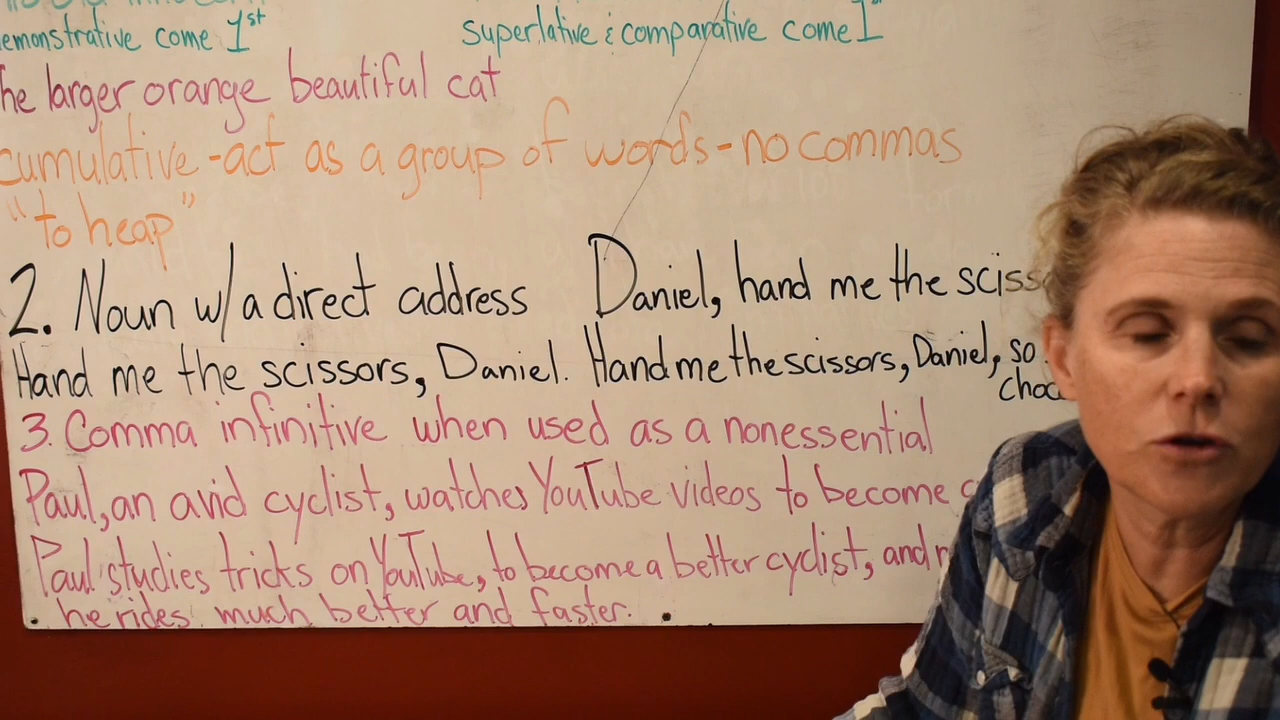 demonstrative come 1st
superlative & comparative come 1st
The larger orange beautiful cat
cumulative - act as a group of words - no commas
"to heap"
2. Noun w/ a direct address Daniel, hand me the scisso
Hand me the scissors, Daniel. Hand me the scissors, Daniel, so
3. Comma infinitive when used as a nonessential
Paul, an avid cyclist, watches YouTube videos to become
Paul studies tricks on YouTube, to become a better cyclist, and
he rides much better and faster.